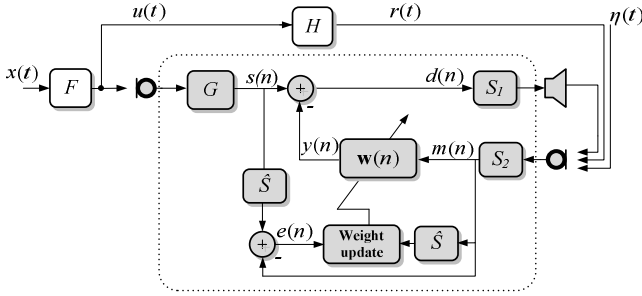 u(t)
r(t)
η(t)
H
x(t)
F
G
s(n)
+
-
d(n)
S₁
y(n)
w(n)
m(n)
S₂
Ŝ
+
-
e(n)
Weight
update
Ŝ